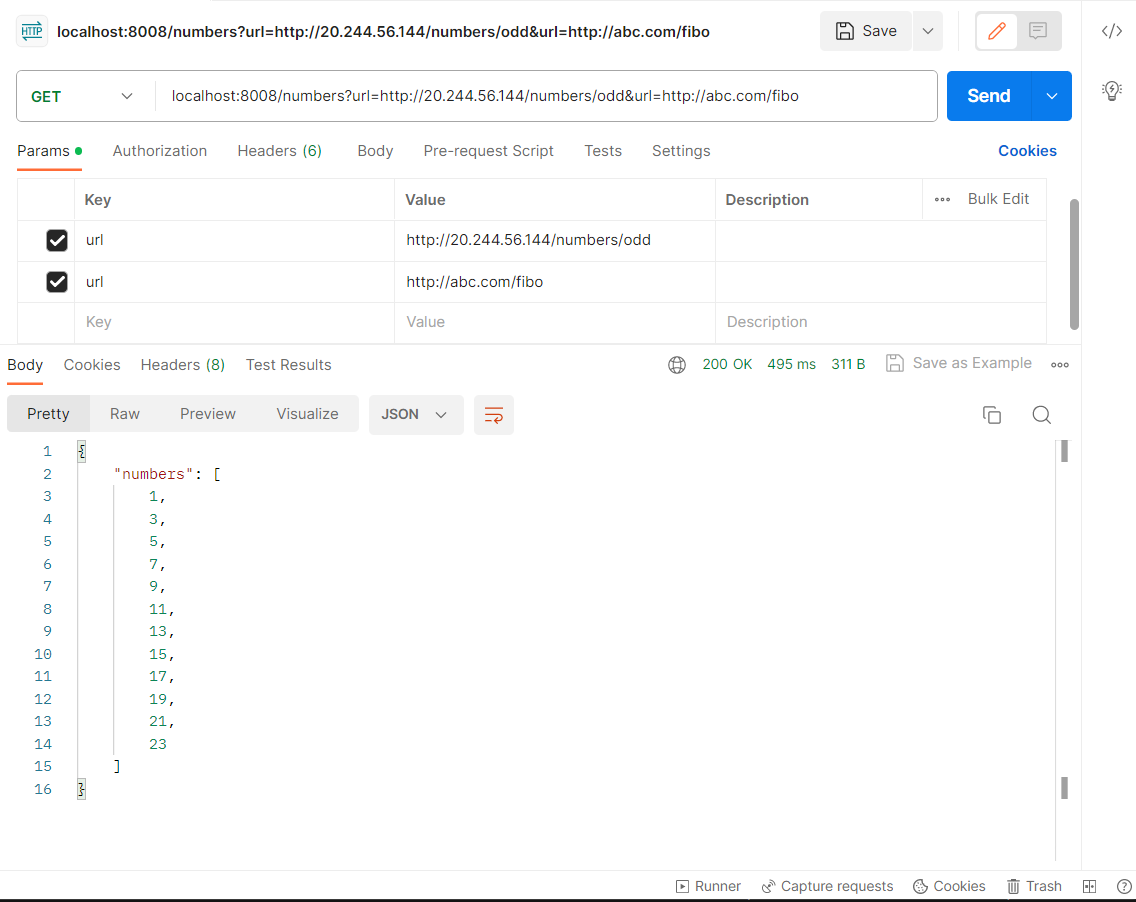 HTTP localhost:8008/numbers?url=http://20.244.56.144/numbers/odd&url=http://abc.com/fibo Save </>
GET localhost:8008/numbers?url=http://20.244.56.144/numbers/odd&url=http://abc.com/fibo Send
Params Authorization Headers (6) Body Pre-request Script Tests Settings Cookies
Key Value Description Bulk Edit
url http://20.244.56.144/numbers/odd
url http://abc.com/fibo
Key Value Description
Body Cookies Headers (8) Test Results 200 OK 495 ms 311 B Save as Example
Pretty Raw Preview Visualize JSON
1 {
2 "numbers": [
3 1,
4 3,
5 5,
6 7,
7 9,
8 11,
9 13,
10 15,
11 17,
12 19,
13 21,
14 23
15 ]
16 }
Runner Capture requests Cookies Trash